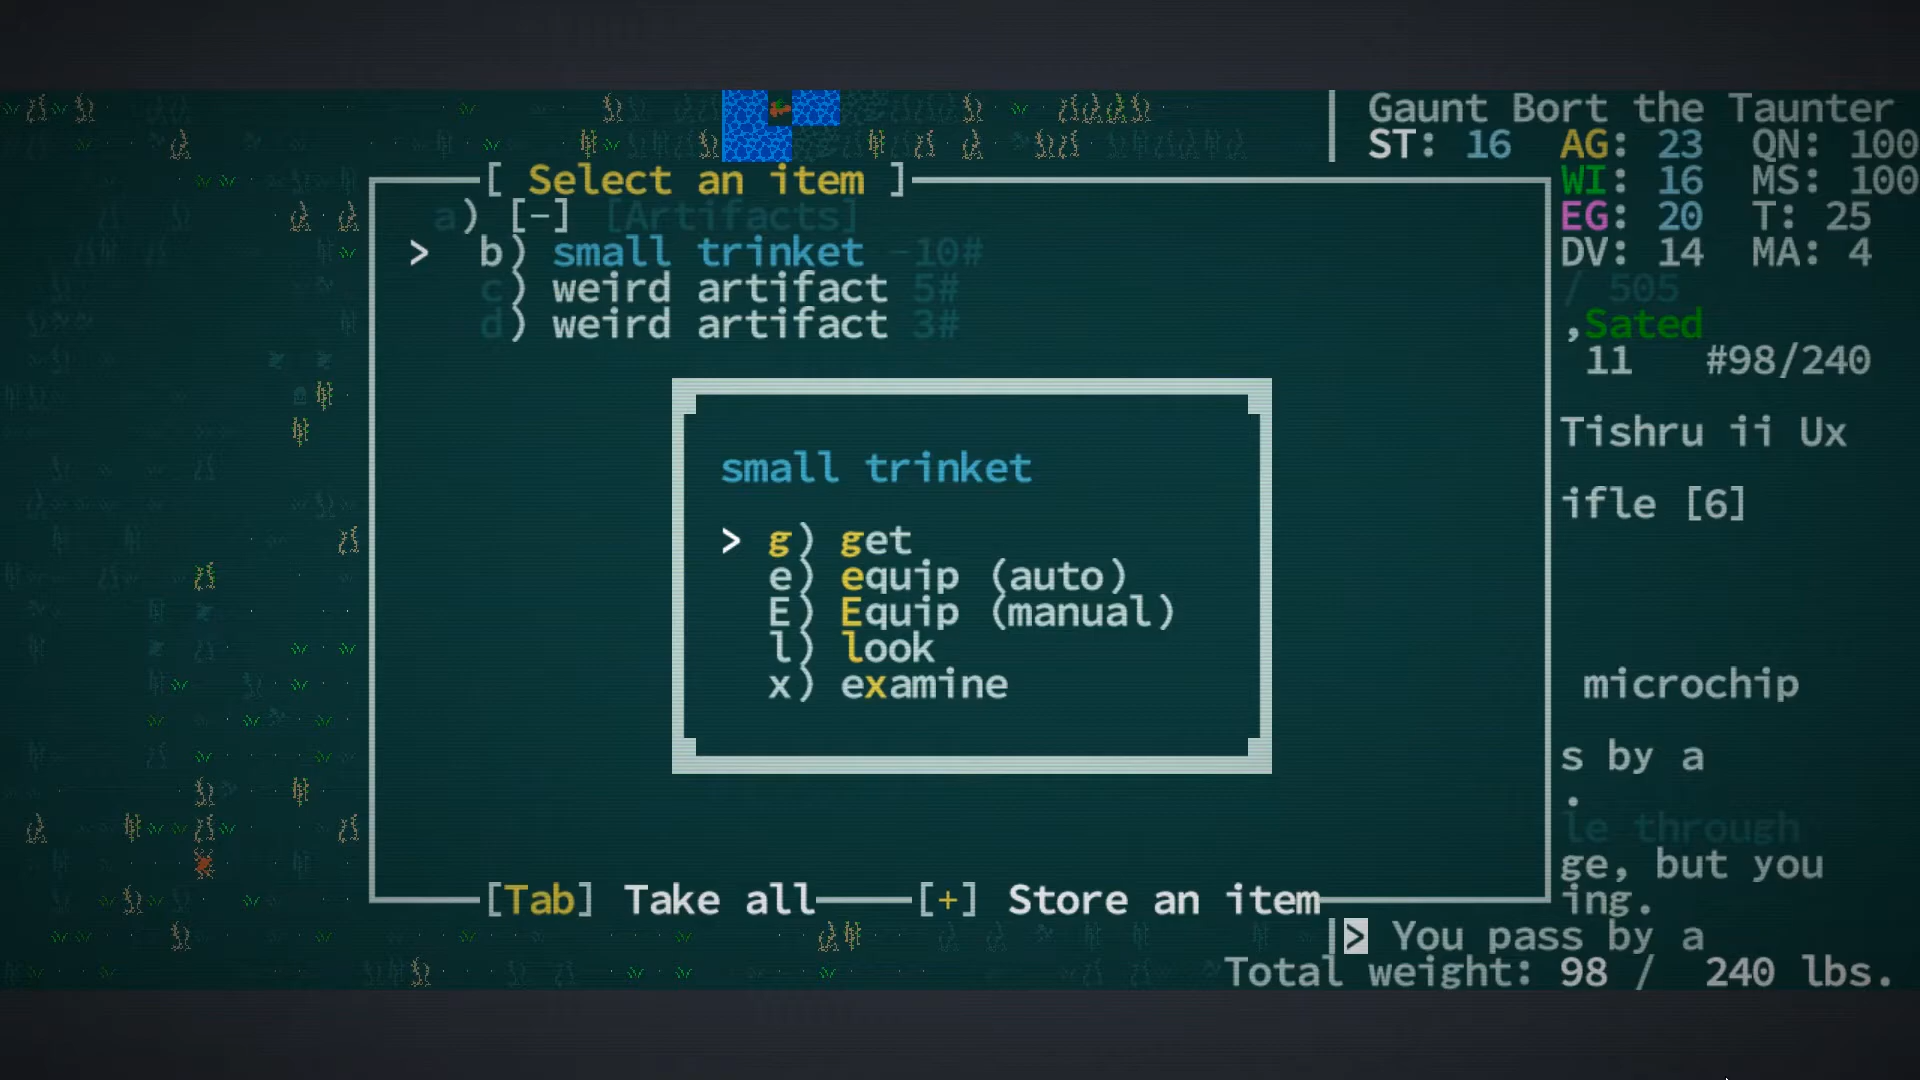 Gaunt Bort the Taunter
ST: 16 AG: 23 QN: 100
[ Select an item ]
WI: 16 MS: 100
a) [-] [Artifacts]
EG: 20 T: 25
> b) small trinket -10#
DV: 14 MA: 4
c) weird artifact 5#
/ 505
d) weird artifact 3#
,Sated
11 #98/240
Tishru ii Ux
small trinket
ifle [6]
> g) get
e) equip (auto)
E) Equip (manual)
l) look
x) examine
microchip
s by a
.
le through
ge, but you
[Tab] Take all [+] Store an item
ing.
> You pass by a
Total weight: 98 / 240 lbs.